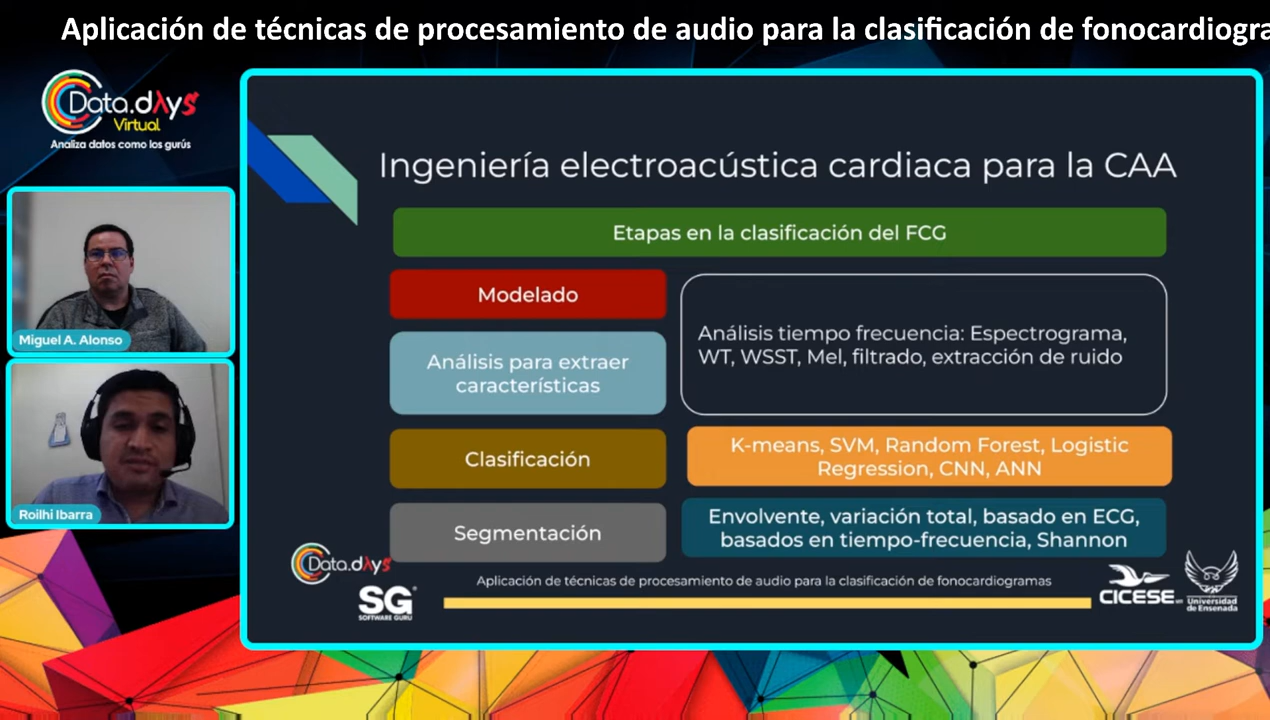 Aplicación de técnicas de procesamiento de audio para la clasificación de fonocardiogra
Data.dAys
Virtual
Analiza datos como los gurús
Miguel A. Alonso
Roilhi Ibarra
Ingeniería electroacústica cardiaca para la CAA
Etapas en la clasificación del FCG
Modelado
Análisis para extraer
características
Análisis tiempo frecuencia: Espectrograma,
WT, WSST, Mel, filtrado, extracción de ruido
Clasificación
K-means, SVM, Random Forest, Logistic
Regression, CNN, ANN
Segmentación
Envolvente, variación total, basado en ECG,
basados en tiempo-frecuencia, Shannon
Data.dAys
SG
SOFTWARE GURU
Aplicación de técnicas de procesamiento de audio para la clasificación de fonocardiogramas
CICESE
Universidad
de Ensenada